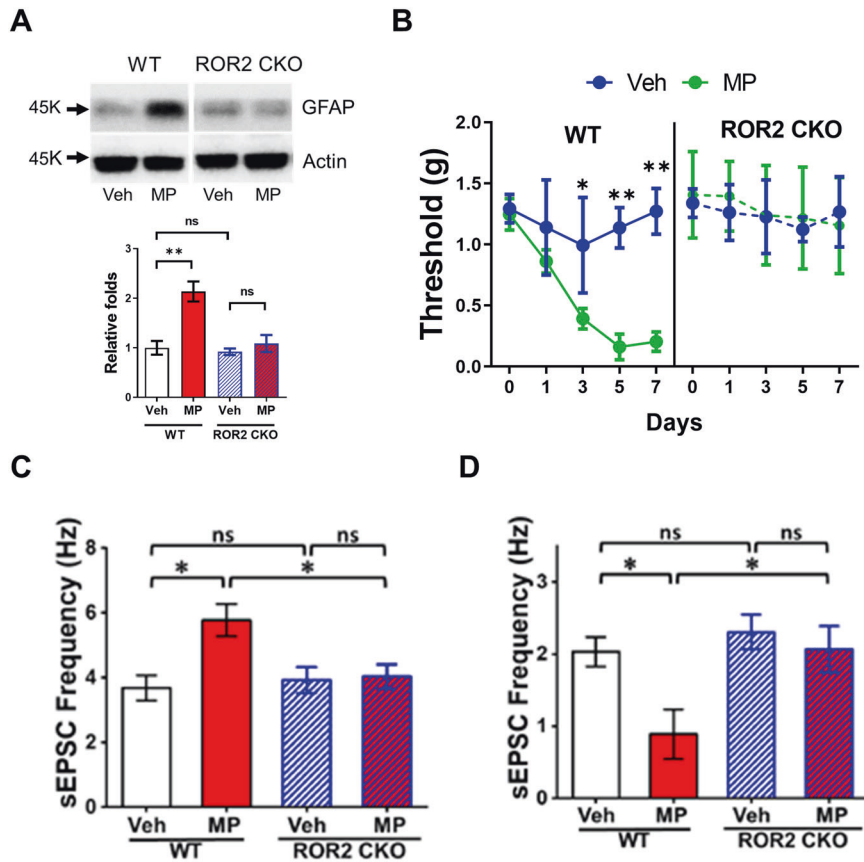 A
WT ROR2 CKO
45K GFAP
45K Actin
Veh MP Veh MP
ns
**
ns
Relative folds
2
1
0
Veh MP Veh MP
WT ROR2 CKO
B
Veh MP
WT ROR2 CKO
Threshold (g)
2.0
1.5
1.0
0.5
0.0
* ** **
0 1 3 5 7 0 1 3 5 7
Days
C
sEPSC Frequency (Hz)
8
6
4
2
0
ns ns
* *
Veh MP Veh MP
WT ROR2 CKO
D
sEPSC Frequency (Hz)
3
2
1
0
ns ns
* *
Veh MP Veh MP
WT ROR2 CKO